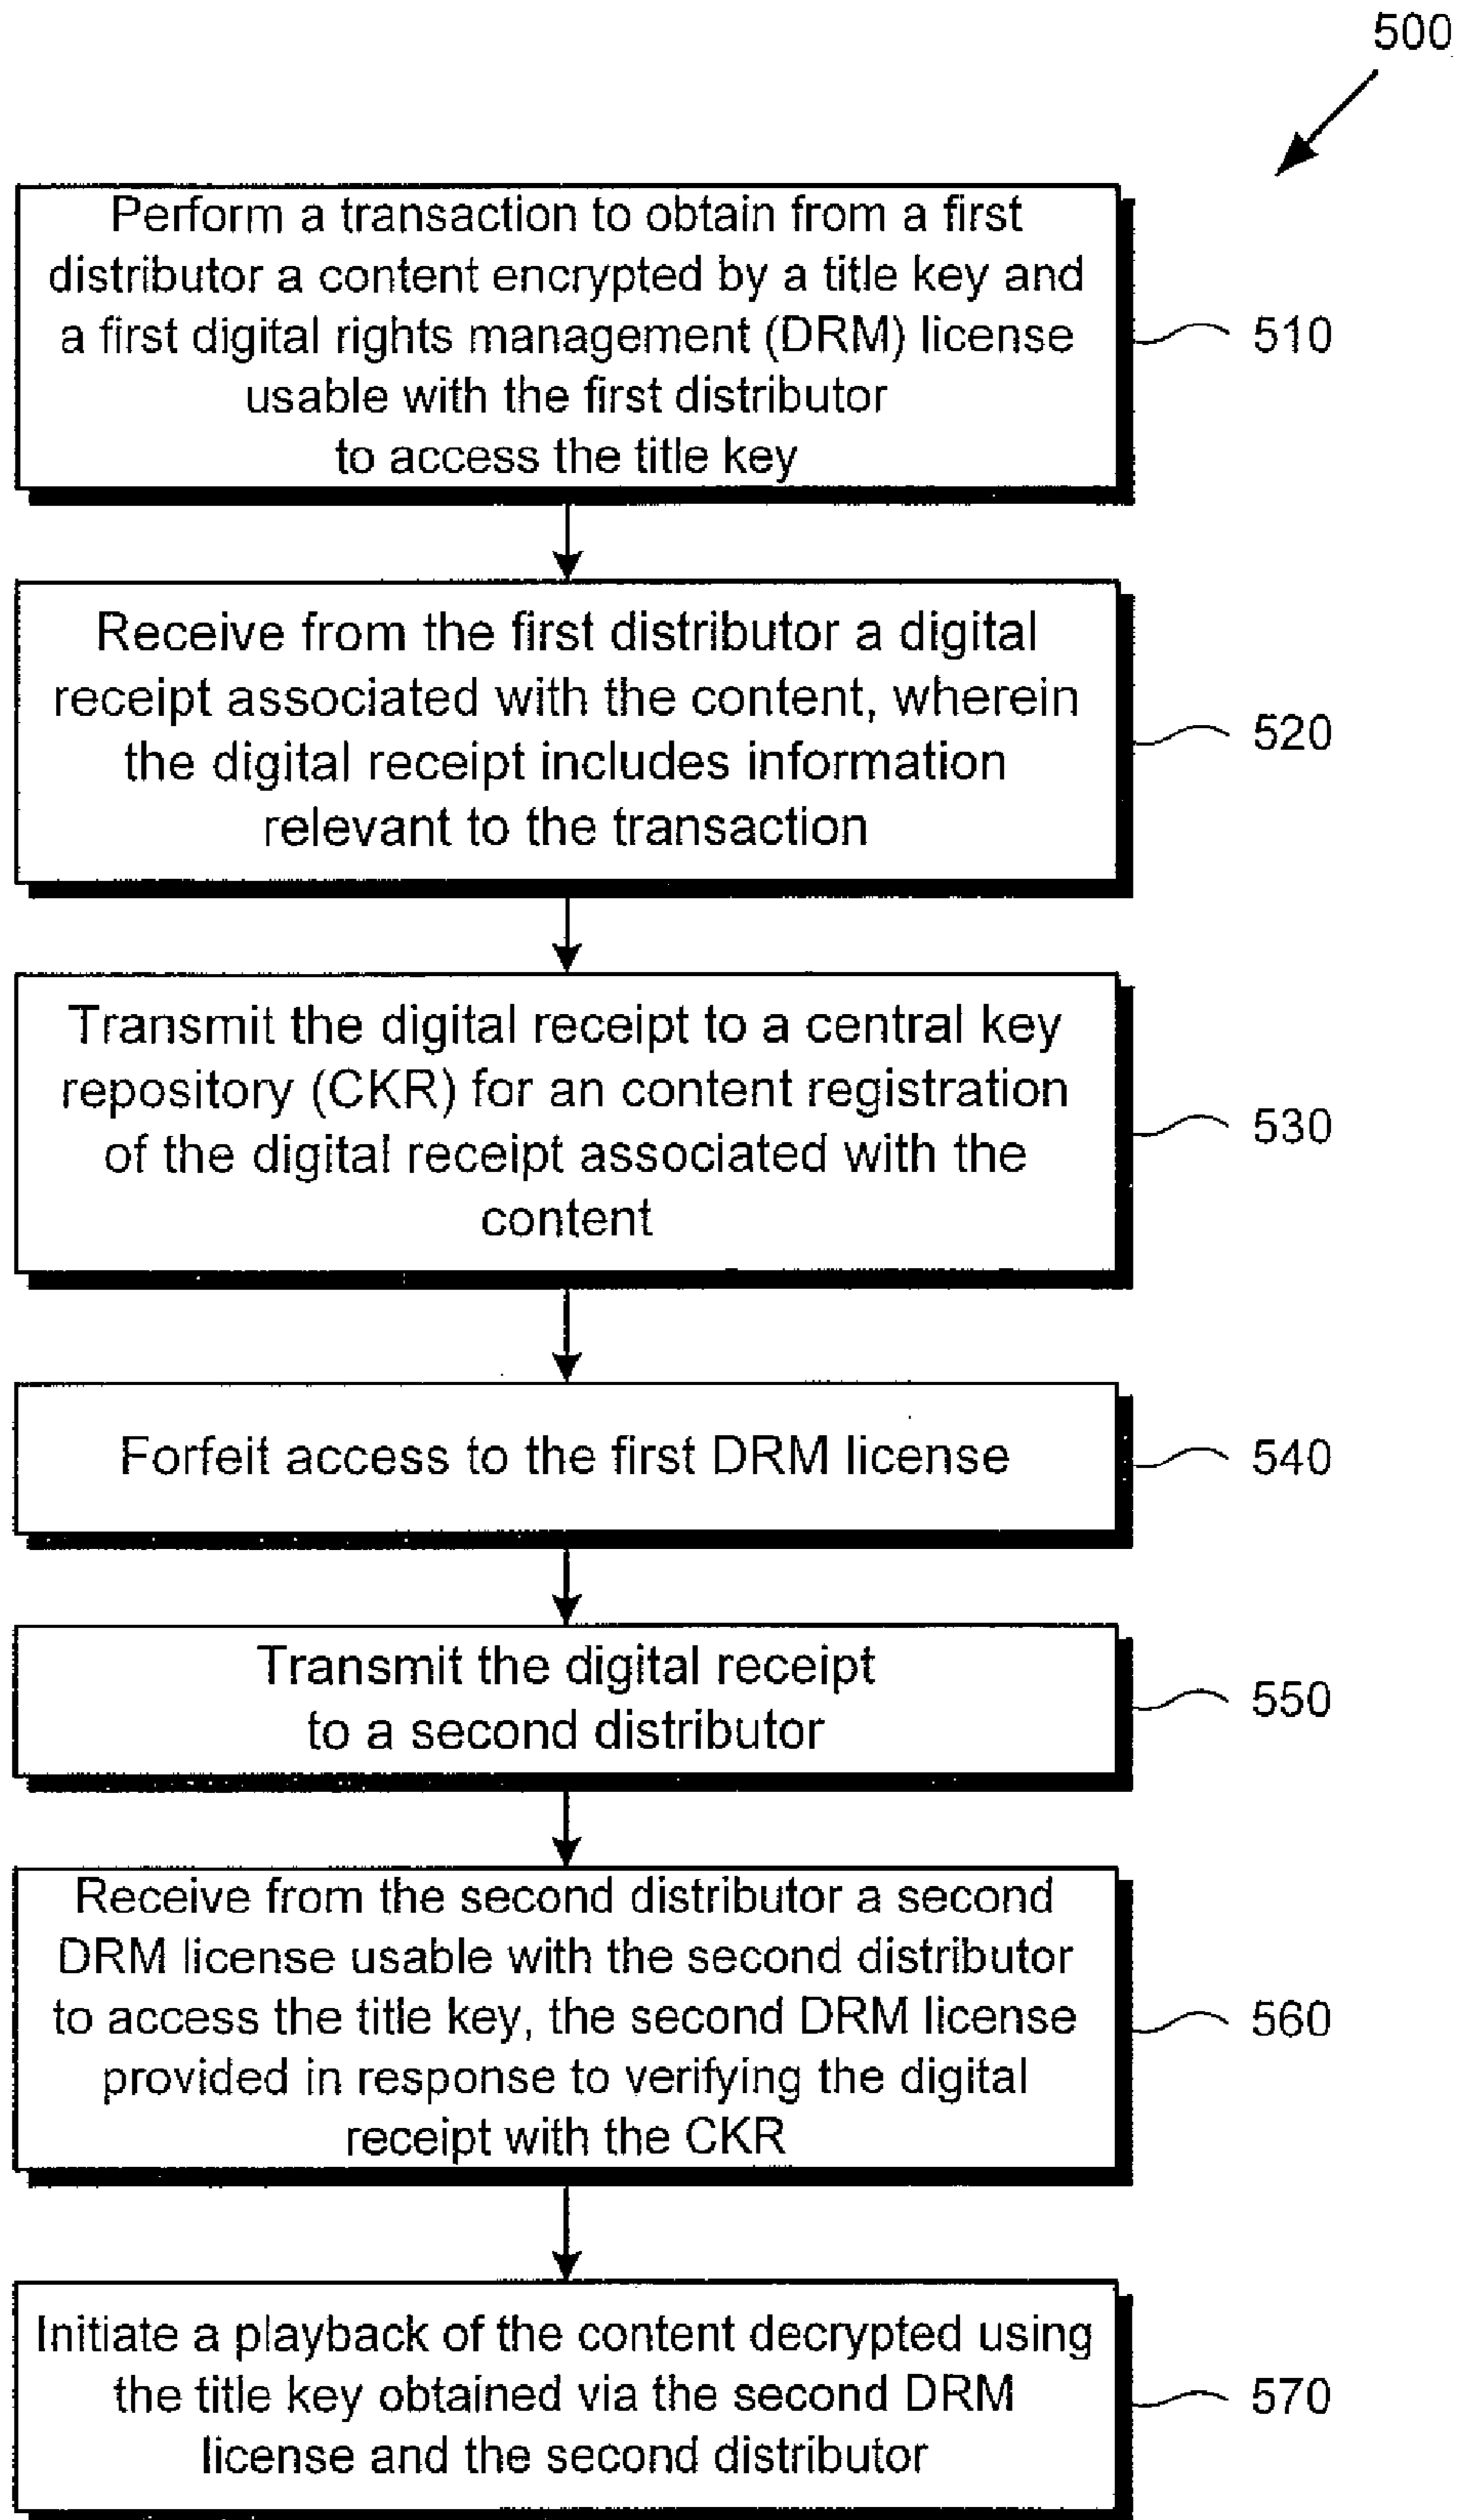 500
Perform a transaction to obtain from a first
distributor a content encrypted by a title key and
a first digital rights management (DRM) license
usable with the first distributor
to access the title key
510
Receive from the first distributor a digital
receipt associated with the content, wherein
the digital receipt includes information
relevant to the transaction
520
Transmit the digital receipt to a central key
repository (CKR) for an content registration
of the digital receipt associated with the
content
530
Forfeit access to the first DRM license
540
Transmit the digital receipt
to a second distributor
550
Receive from the second distributor a second
DRM license usable with the second distributor
to access the title key, the second DRM license
provided in response to verifying the digital
receipt with the CKR
560
Initiate a playback of the content decrypted using
the title key obtained via the second DRM
license and the second distributor
570